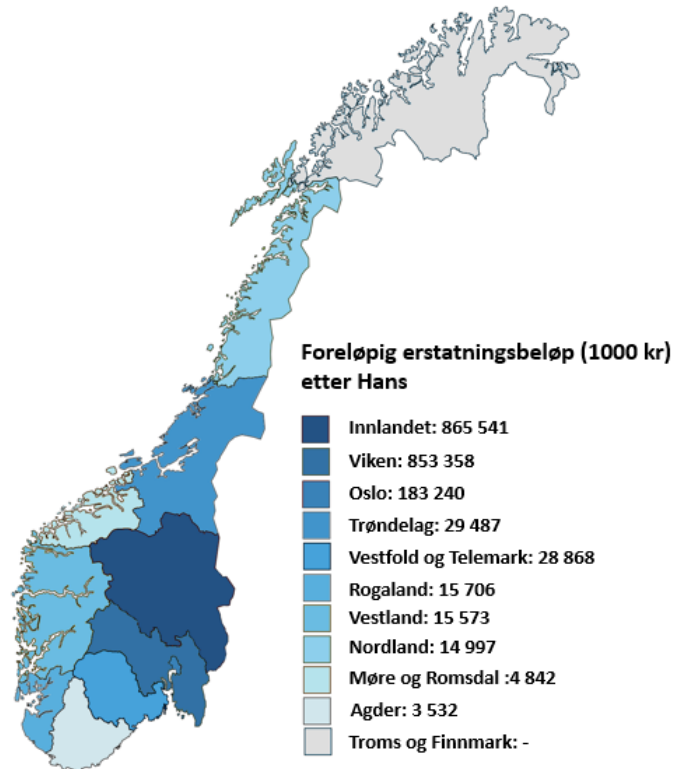 Foreløpig erstatningsbeløp (1000 kr)
etter Hans
Innlandet: 865 541
Viken: 853 358
Oslo: 183 240
Trøndelag: 29 487
Vestfold og Telemark: 28 868
Rogaland: 15 706
Vestland: 15 573
Nordland: 14 997
Møre og Romsdal :4 842
Agder: 3 532
Troms og Finnmark: -